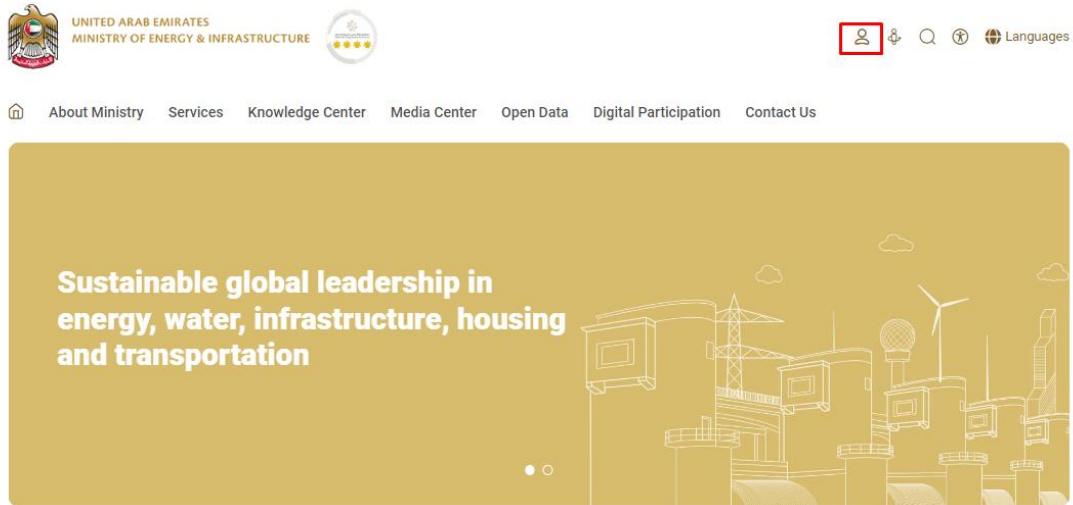 UNITED ARAB EMIRATES
MINISTRY OF ENERGY & INFRASTRUCTURE
Languages
About Ministry Services Knowledge Center Media Center Open Data Digital Participation Contact Us
Sustainable global leadership in
energy, water, infrastructure, housing
and transportation